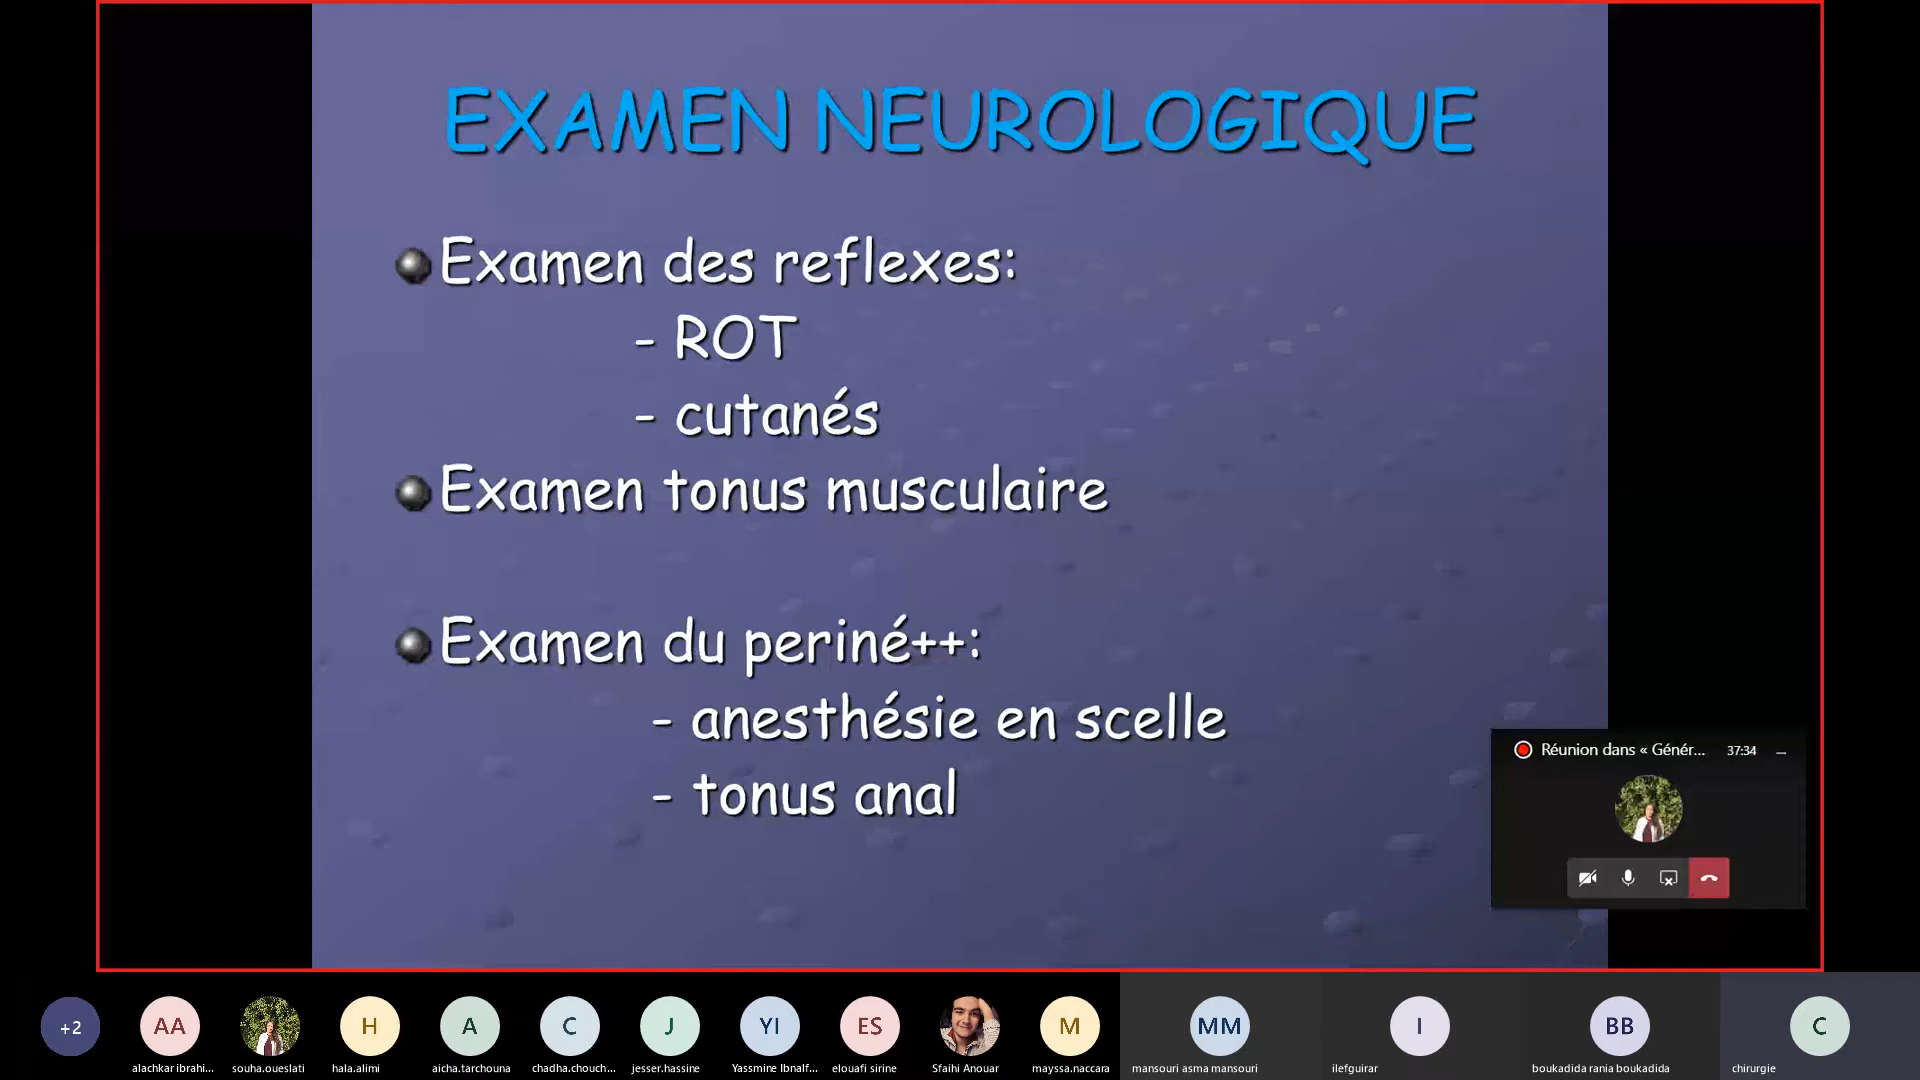 EXAMEN NEUROLOGIQUE
Examen des reflexes:
- ROT
- cutanés
Examen tonus musculaire
Examen du periné++:
- anesthésie en scelle
- tonus anal
Réunion dans « Génér... 37:34
+2
AA
H
A
C
J
YI
ES
M
MM
I
BB
C
alachkar ibrahi...
souha.oueslati
hala.alimi
aicha.tarchouna
chadha.chouch...
jesser.hassine
Yassmine Ibnalf...
elouafi sirine
Sfaihi Anouar
mayssa.naccara
mansouri asma mansouri
ilefguirar
boukadida rania boukadida
chirurgie